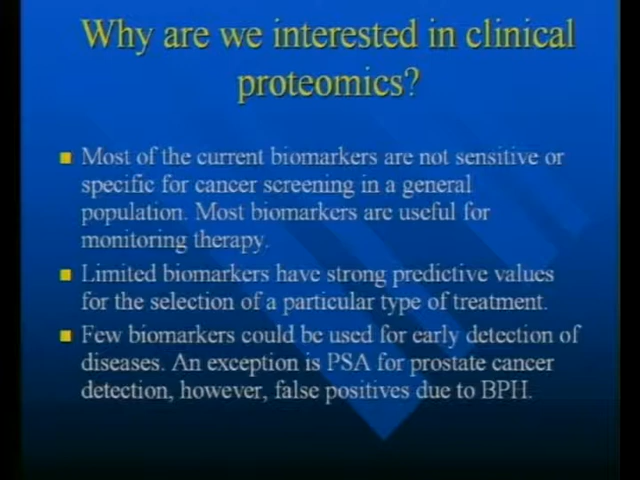 Why are we interested in clinical
proteomics?
Most of the current biomarkers are not sensitive or
specific for cancer screening in a general
population. Most biomarkers are useful for
monitoring therapy.
Limited biomarkers have strong predictive values
for the selection of a particular type of treatment.
Few biomarkers could be used for early detection of
diseases. An exception is PSA for prostate cancer
detection, however, false positives due to BPH.